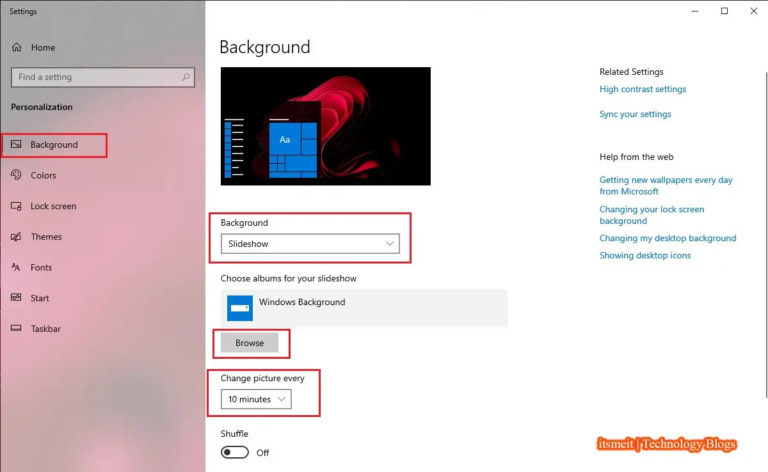 Settings
Home
Find a setting
Personalization
Background
Colors
Lock screen
Themes
Fonts
Start
Taskbar
Background
Aa
Background
Slideshow
Choose albums for your slideshow
Windows Background
Browse
Change picture every
10 minutes
Shuffle
Off
Related Settings
High contrast settings
Sync your settings
Help from the web
Getting new wallpapers every day
from Microsoft
Changing your lock screen
background
Changing my desktop background
Showing desktop icons
itsmeit | Technology Blogs